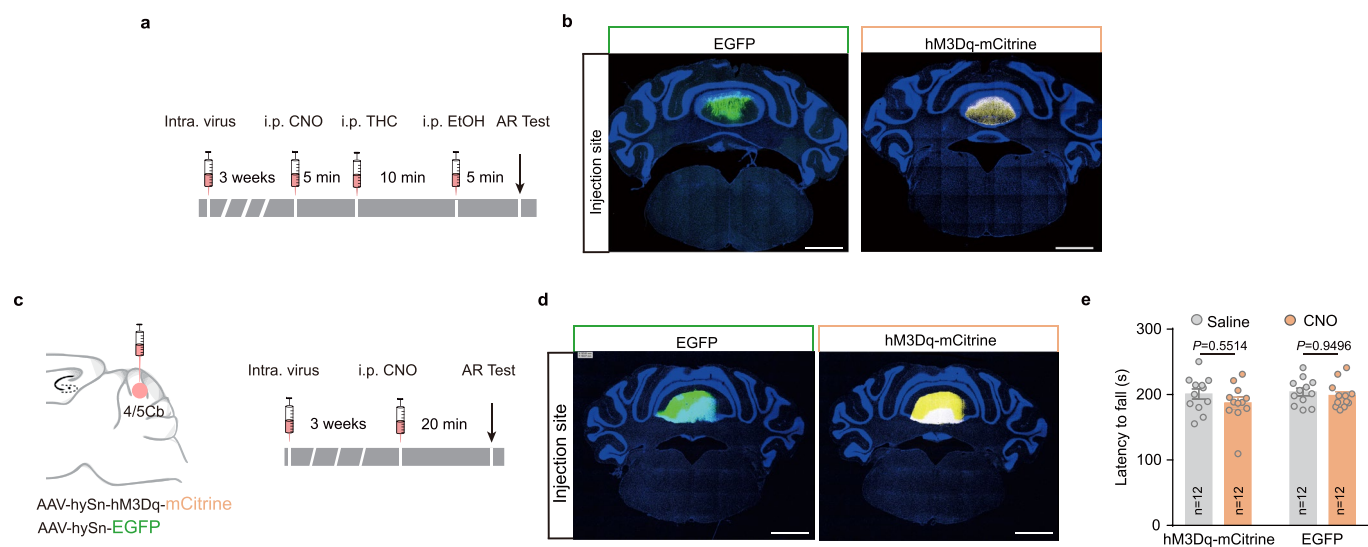 a
Intra. virus i.p. CNO i.p. THC i.p. EtOH AR Test
3 weeks 5 min 10 min 5 min
b
EGFP hM3Dq-mCitrine
Injection site
c
4/5Cb
AAV-hySn-hM3Dq-mCitrine
AAV-hySn-EGFP
Intra. virus i.p. CNO AR Test
3 weeks 20 min
d
EGFP hM3Dq-mCitrine
Injection site
e
Saline CNO
P=0.5514 P=0.9496
Latency to fall (s)
300
200
100
0
n=12 n=12 n=12 n=12
hM3Dq-mCitrine EGFP